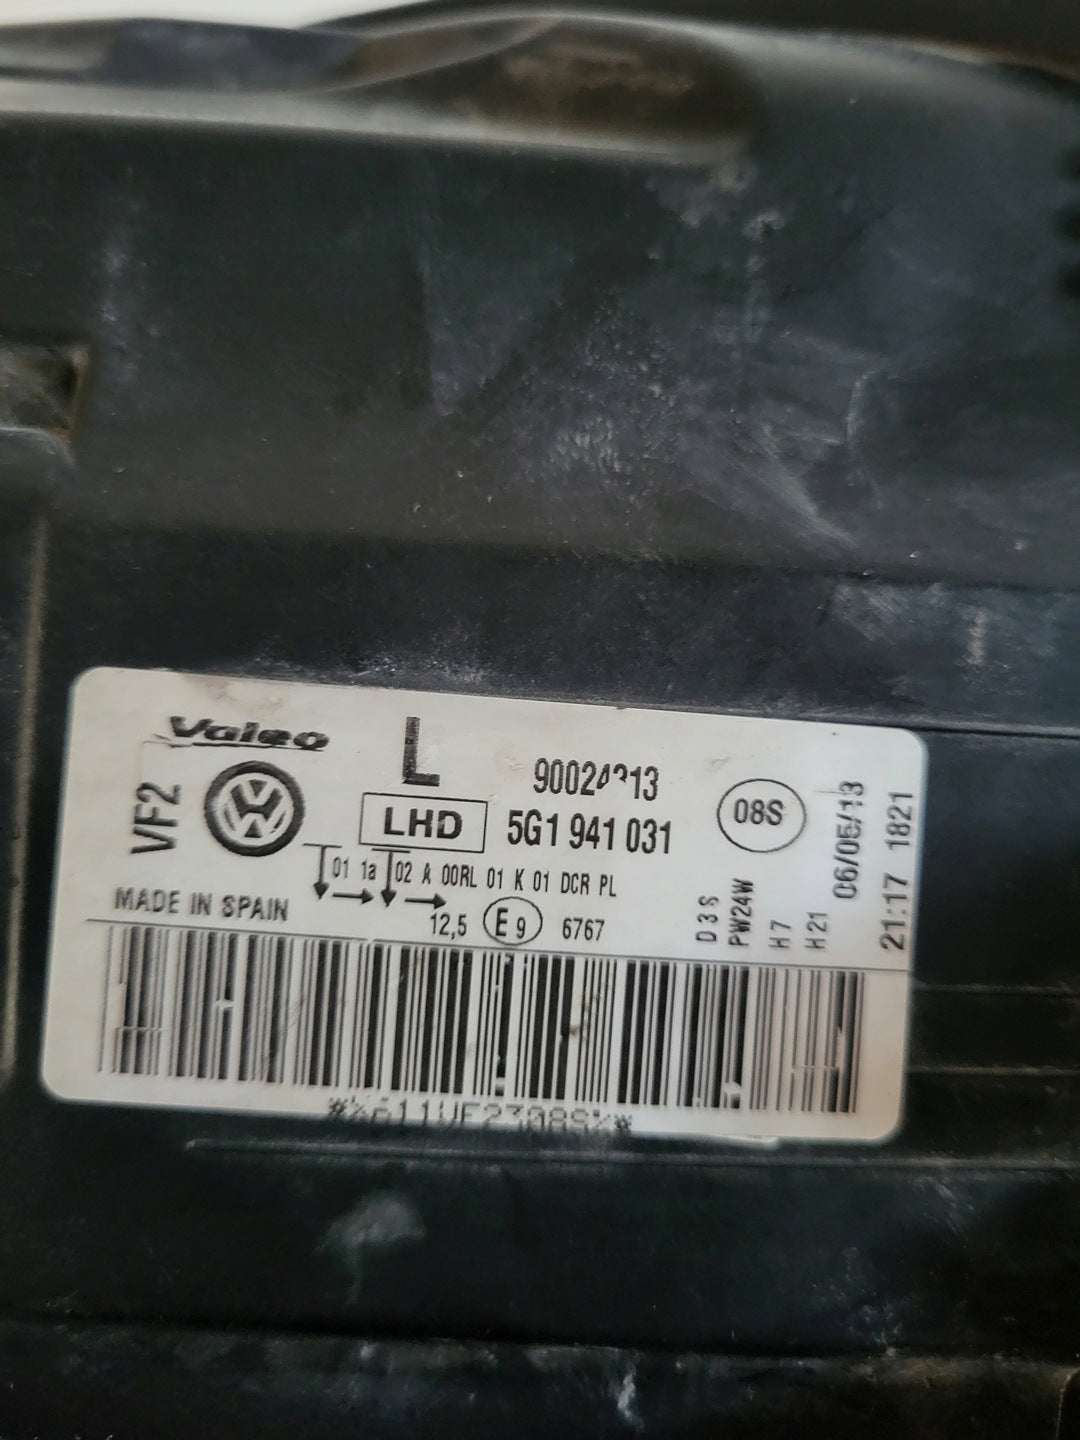 Valeo
L
VF2
LHD
5G1 941 031
08S
01 1a 02 A 00RL 01 K 01 DCR PL
MADE IN SPAIN
12,5 E9 6767
D3S
PW24W
H7
H21
06/05/13
21:17 1821